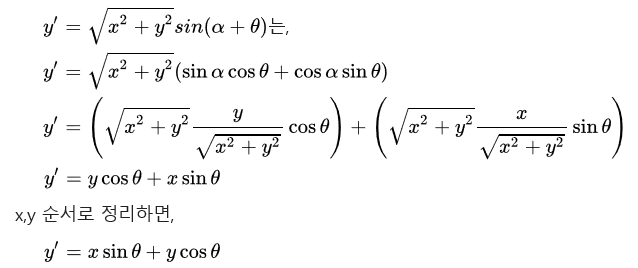 y′ = √(x² + y²) sin(α + θ)는,
y′ = √(x² + y²) (sin α cos θ + cos α sin θ)
y′ = (√(x² + y²) y/√(x² + y²) cos θ) + (√(x² + y²) x/√(x² + y²) sin θ)
y′ = y cos θ + x sin θ
x,y 순서로 정리하면,
y′ = x sin θ + y cos θ